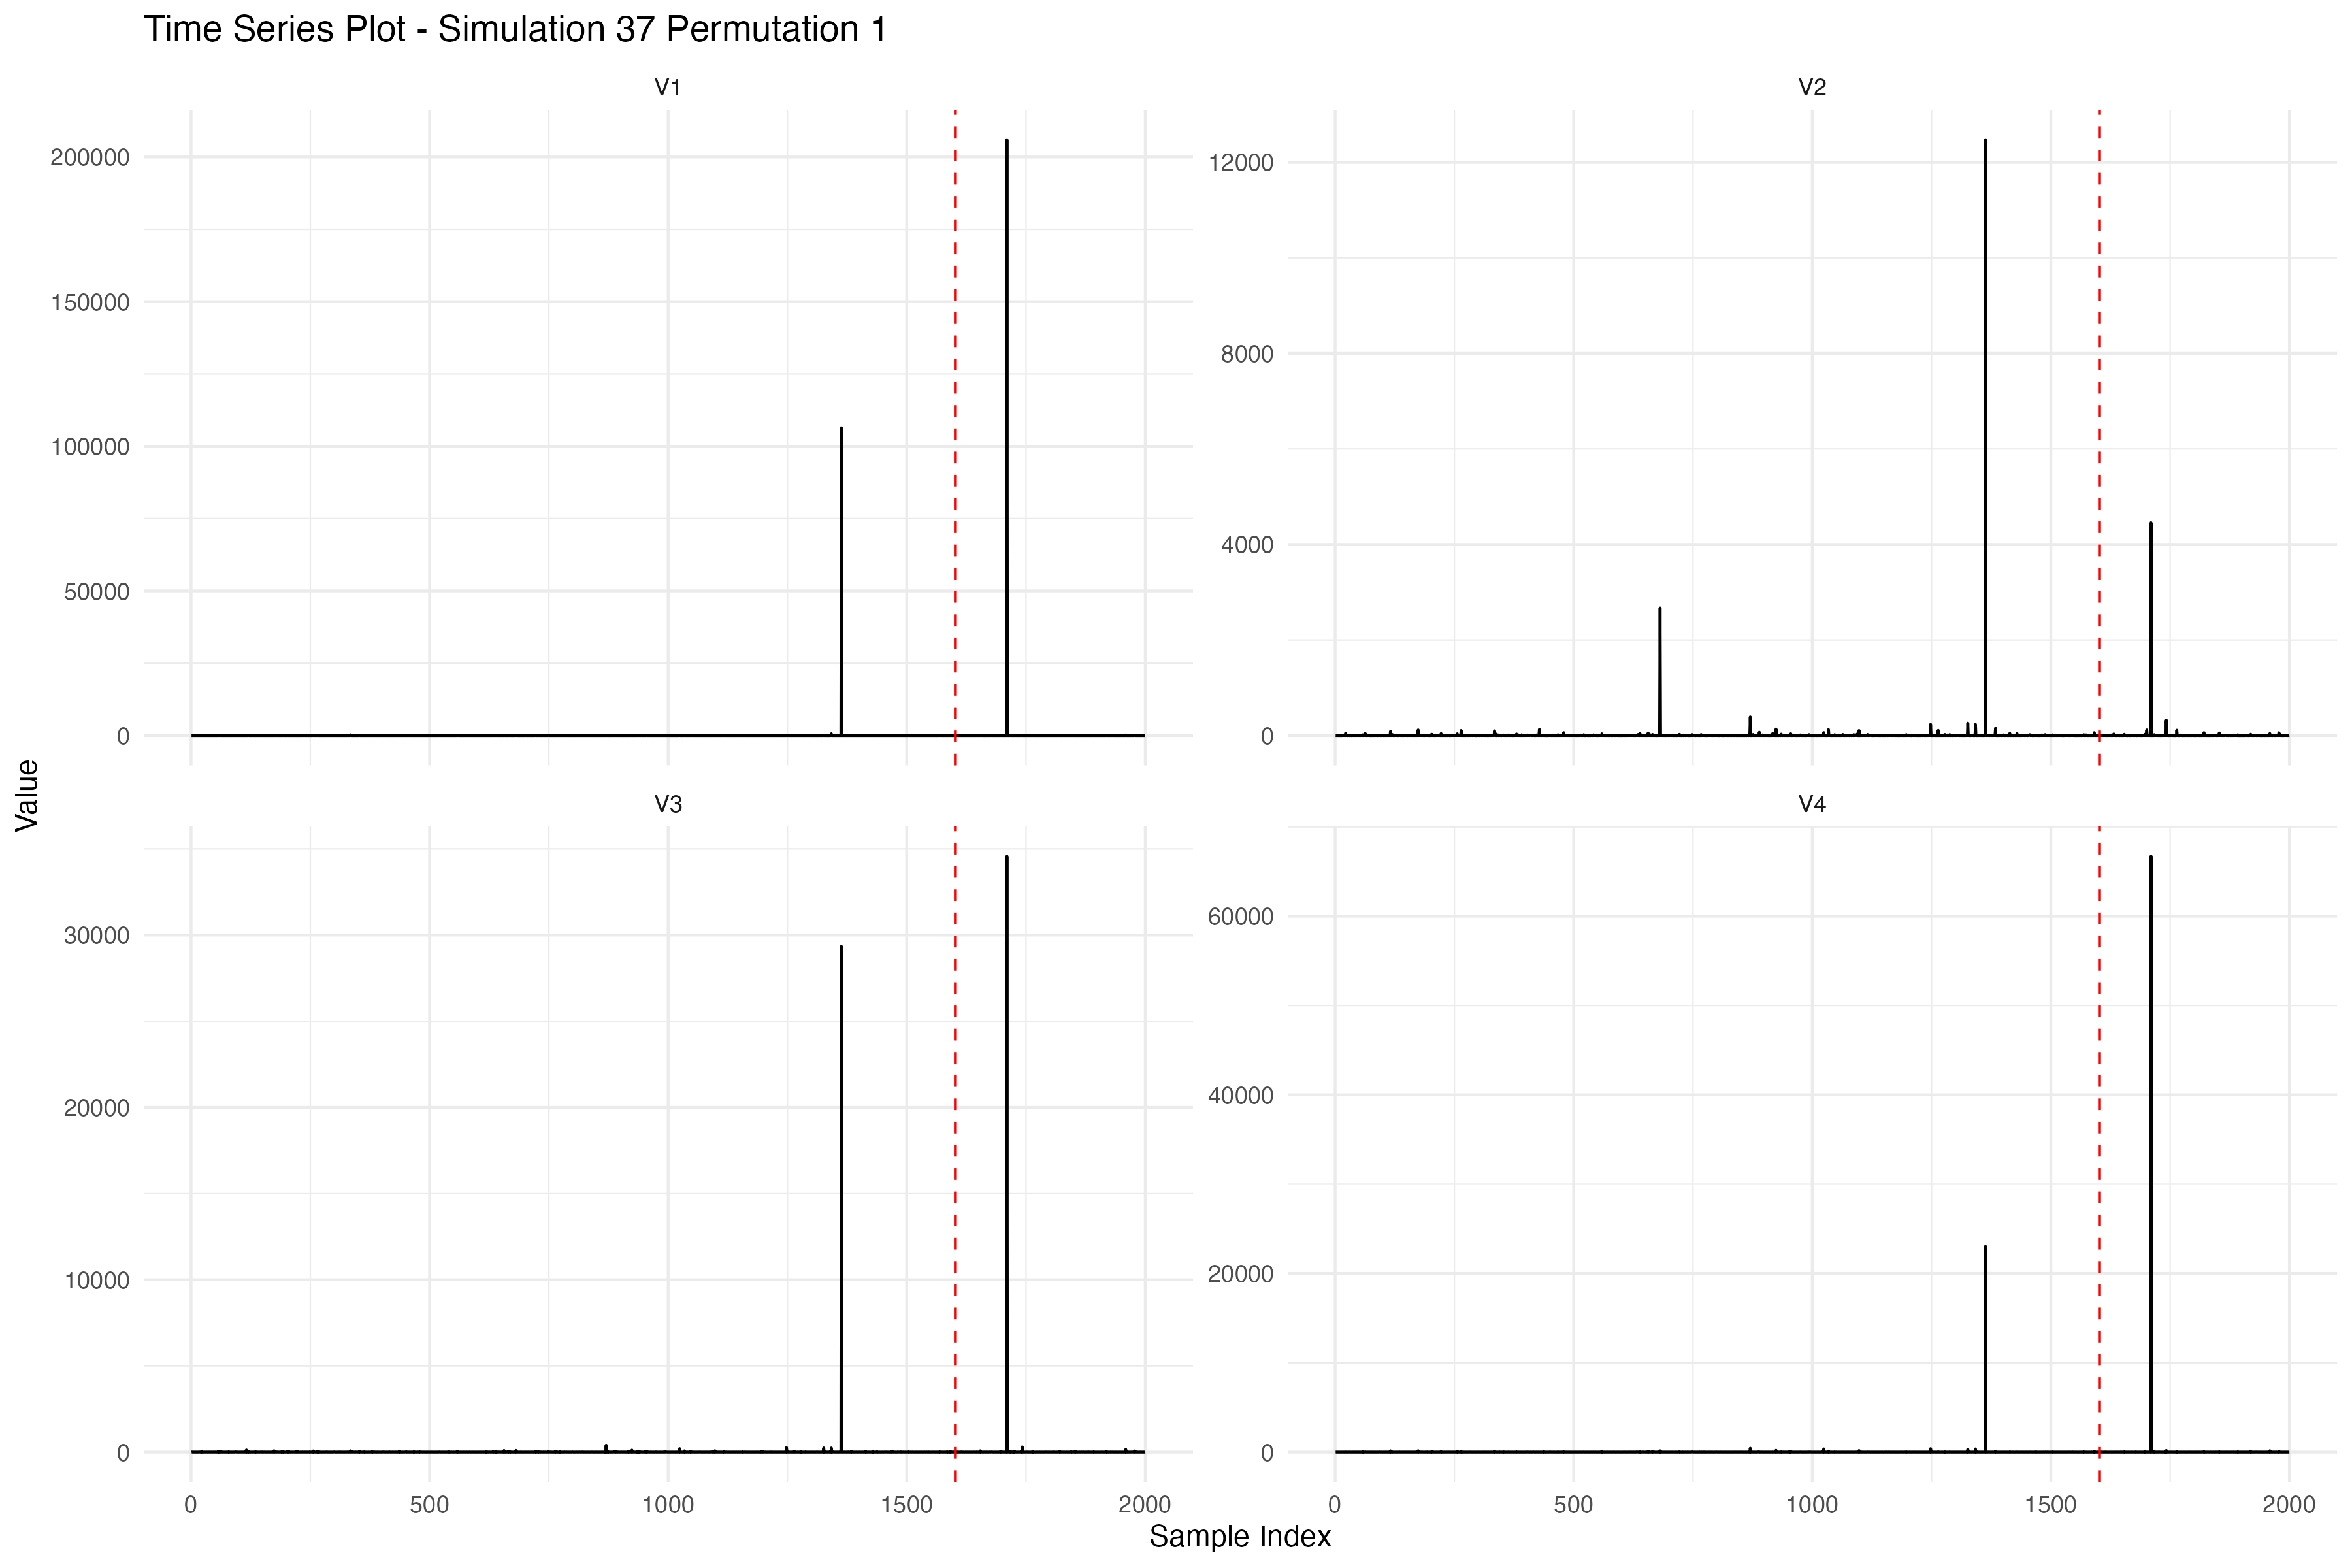 Time Series Plot - Simulation 37 Permutation 1
V1
V2
200000
150000
100000
50000
0
12000
8000
4000
0
V3
V4
30000
20000
10000
0
60000
40000
20000
0
0 500 1000 1500 2000
0 500 1000 1500 2000
Value
Sample Index